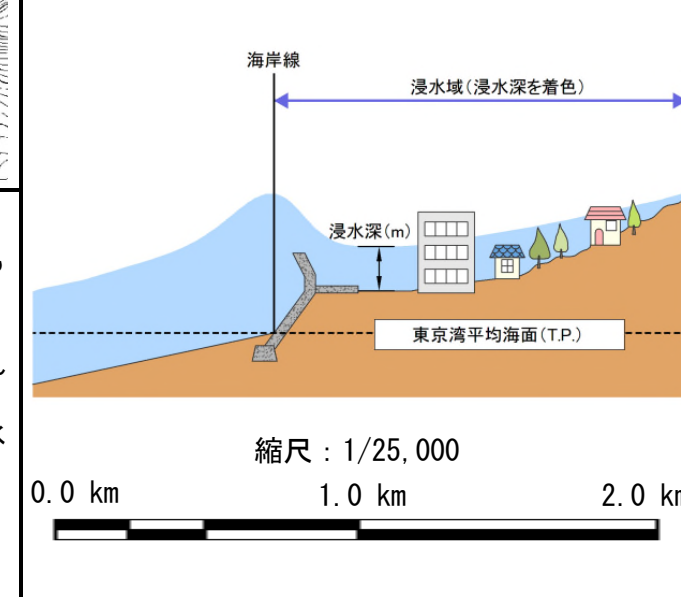 海岸線
浸水域(浸水深を着色)
浸水深(m)
東京湾平均海面(T.P.)
縮尺：1/25,000
0.0 km 1.0 km 2.0 km